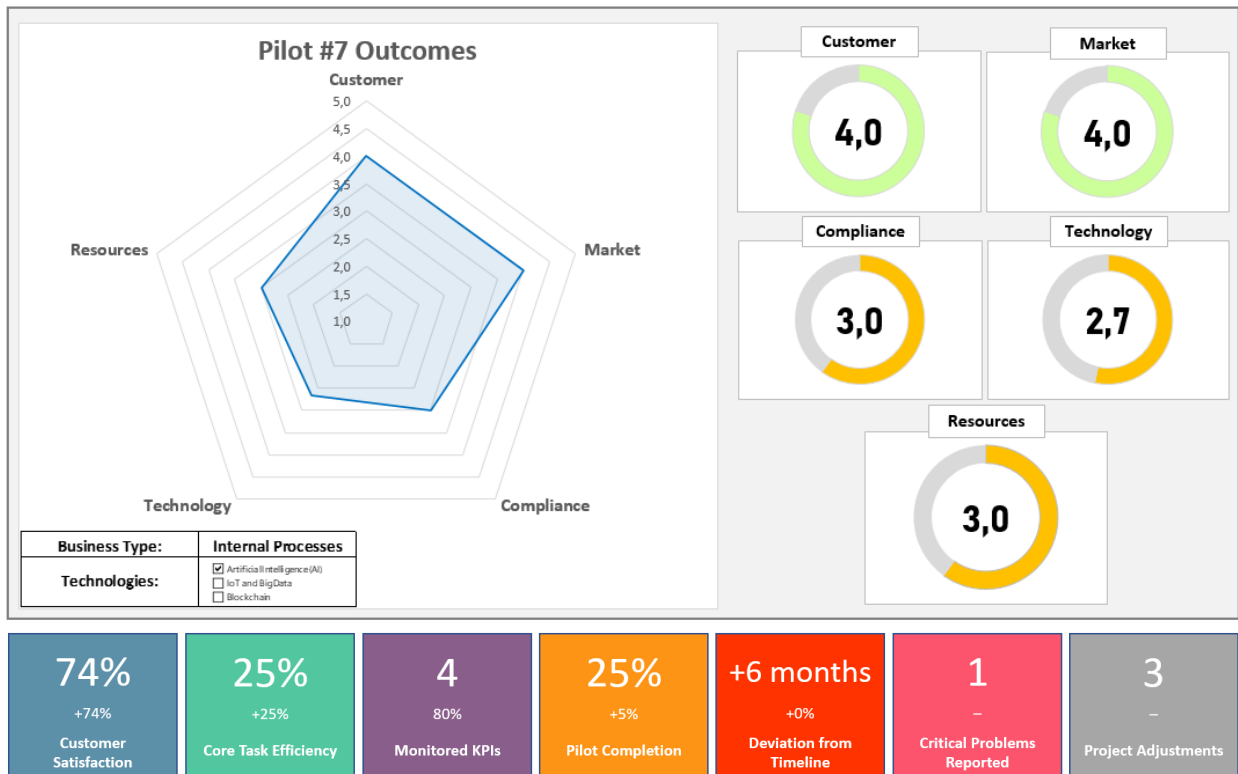 Pilot #7 Outcomes
Customer
5,0
4,5
4,0
3,5
3,0
2,5
2,0
1,5
1,0
Resources
Market
Technology
Compliance
Business Type:
Internal Processes
Technologies:
Artificial Intelligence (AI)
IoT and BigData
Blockchain
Customer
4,0
Market
4,0
Compliance
3,0
Technology
2,7
Resources
3,0
74%
+74%
Customer
Satisfaction
25%
+25%
Core Task Efficiency
4
80%
Monitored KPIs
25%
+5%
Pilot Completion
+6 months
+0%
Deviation from
Timeline
1
–
Critical Problems
Reported
3
–
Project Adjustments